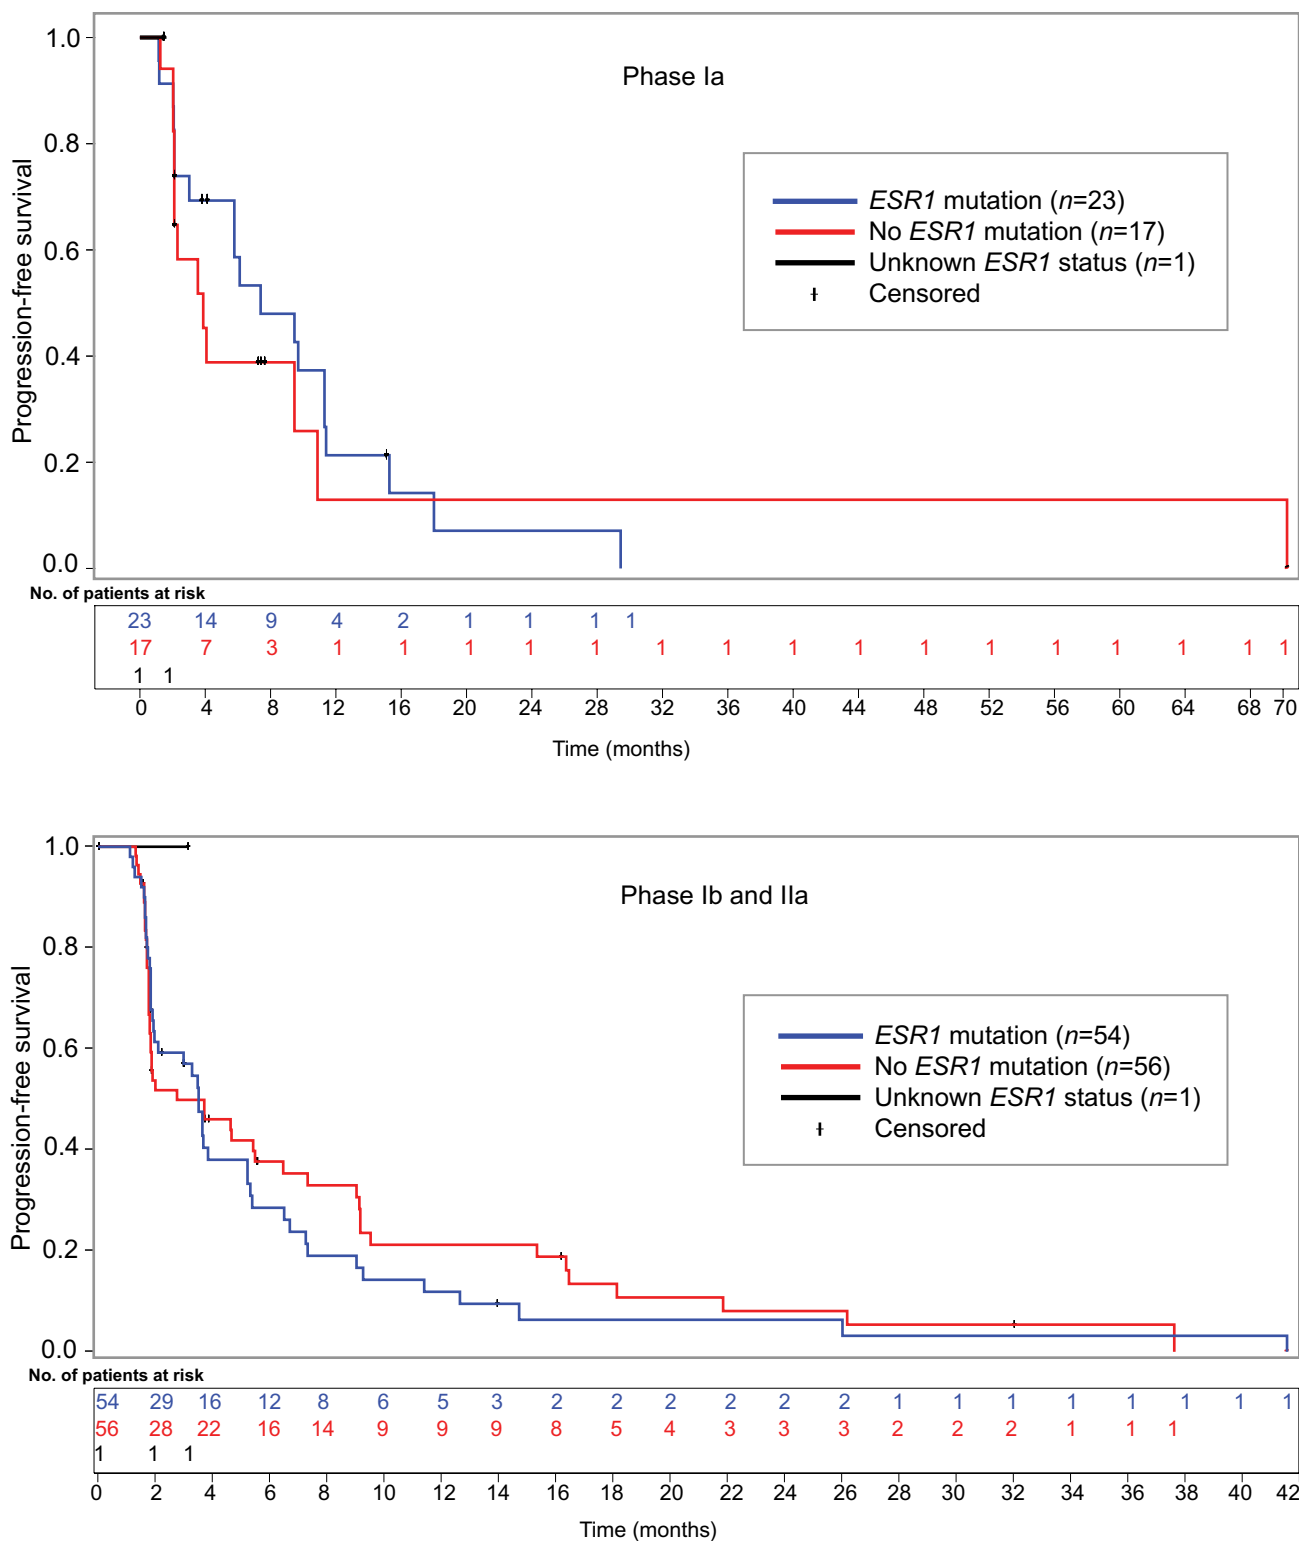 Phase Ia
Progression-free survival
1.0
0.8
0.6
0.4
0.2
0.0
ESR1 mutation (n=23)
No ESR1 mutation (n=17)
Unknown ESR1 status (n=1)
Censored
No. of patients at risk
23 14 9 4 2 1 1 1 1
17 7 3 1 1 1 1 1 1 1 1 1 1 1 1 1 1 1 1
1 1
0 4 8 12 16 20 24 28 32 36 40 44 48 52 56 60 64 68 70
Time (months)
Phase Ib and IIa
Progression-free survival
1.0
0.8
0.6
0.4
0.2
0.0
ESR1 mutation (n=54)
No ESR1 mutation (n=56)
Unknown ESR1 status (n=1)
Censored
No. of patients at risk
54 29 16 12 8 6 5 3 2 2 2 2 2 2 1 1 1 1 1 1 1 1
56 28 22 16 14 9 9 9 8 5 4 3 3 3 2 2 2 1 1 1
1 1 1
0 2 4 6 8 10 12 14 16 18 20 22 24 26 28 30 32 34 36 38 40 42
Time (months)